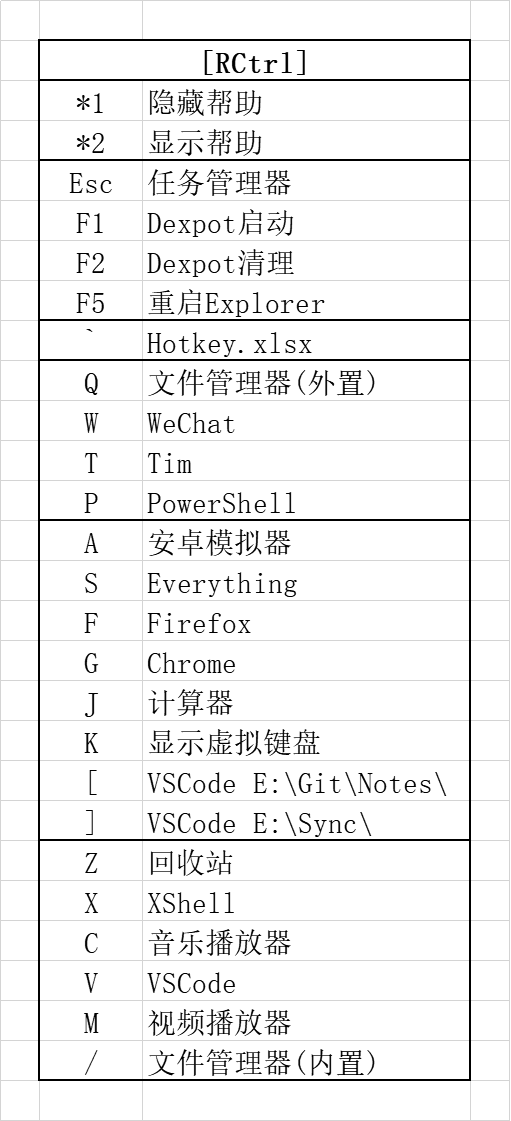 [RCtrl]
*1 隐藏帮助
*2 显示帮助
Esc 任务管理器
F1 Dexpot启动
F2 Dexpot清理
F5 重启Explorer
` Hotkey.xlsx
Q 文件管理器(外置)
W WeChat
T Tim
P PowerShell
A 安卓模拟器
S Everything
F Firefox
G Chrome
J 计算器
K 显示虚拟键盘
[ VSCode E:\Git\Notes\
] VSCode E:\Sync\
Z 回收站
X XShell
C 音乐播放器
V VSCode
M 视频播放器
/ 文件管理器(内置)